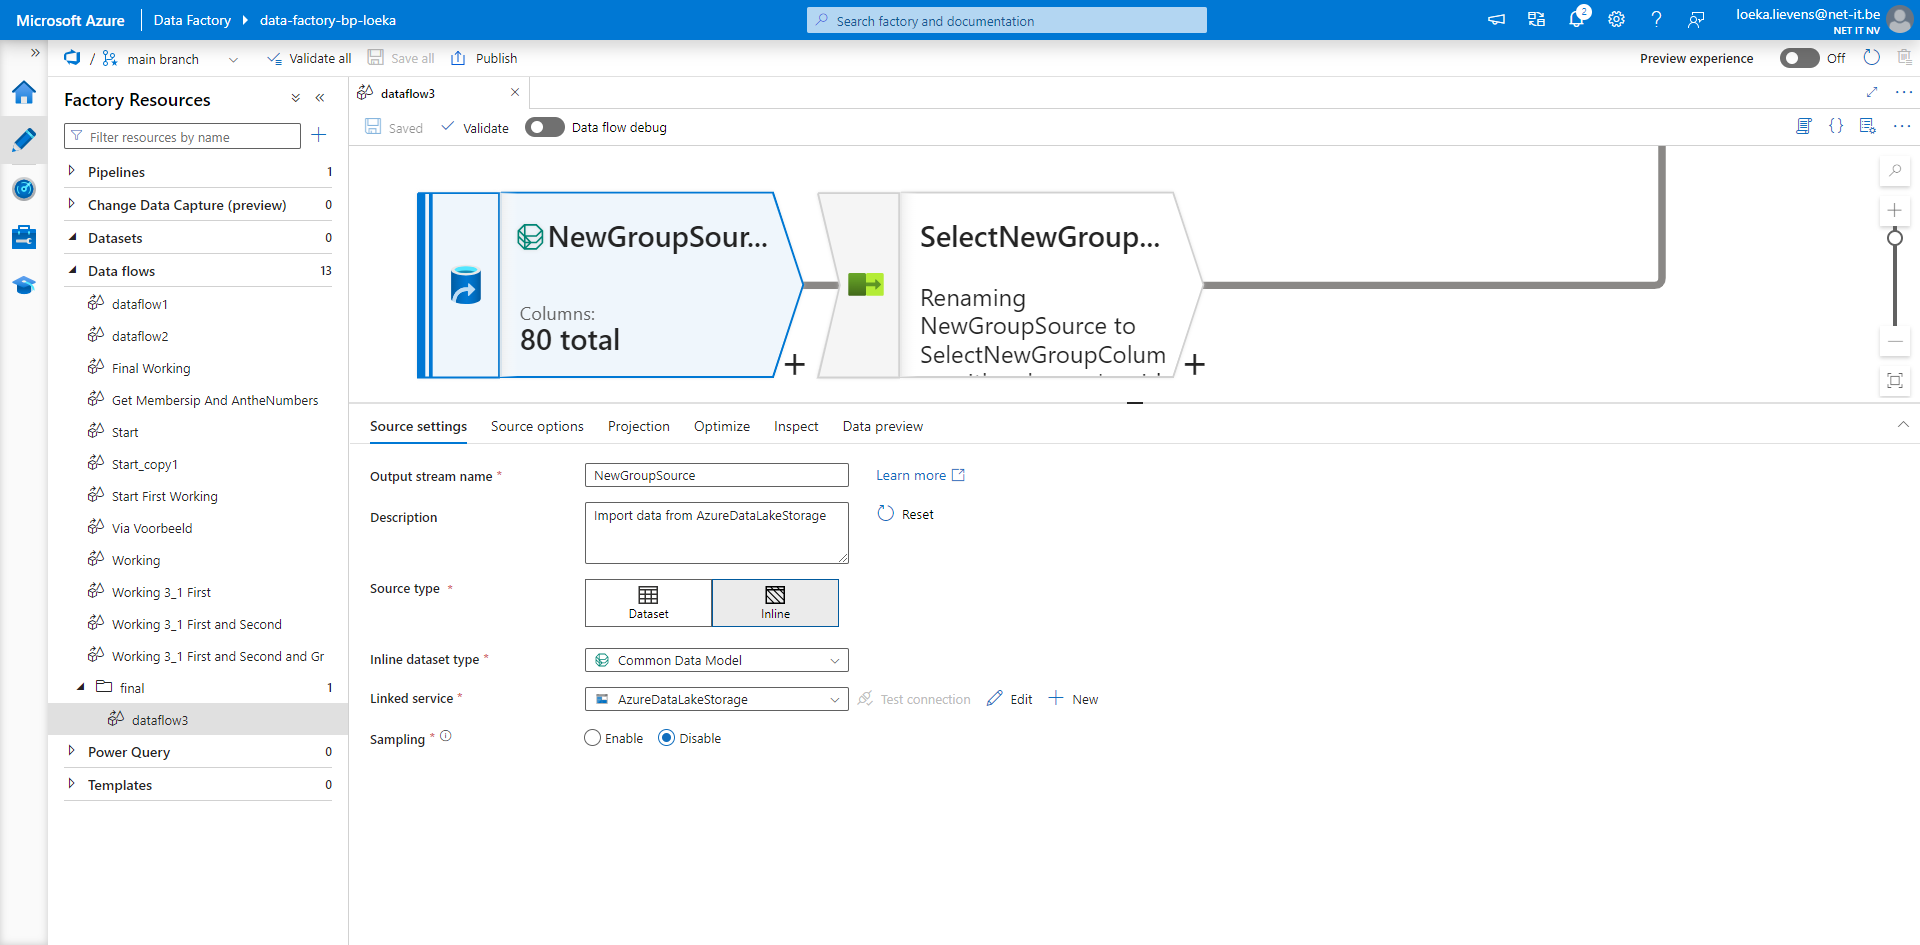 Microsoft Azure
Data Factory
data-factory-bp-loeka
Search factory and documentation
2
loeka.lievens@net-it.be
NET IT NV
/
main branch
Validate all
Save all
Publish
Preview experience
Off
Factory Resources
Filter resources by name
Pipelines 1
Change Data Capture (preview) 0
Datasets 0
Data flows 13
dataflow1
dataflow2
Final Working
Get Membersip And AntheNumbers
Start
Start_copy1
Start First Working
Via Voorbeeld
Working
Working 3_1 First
Working 3_1 First and Second
Working 3_1 First and Second and Gr
final 1
dataflow3
Power Query 0
Templates 0
dataflow3
Saved
Validate
Data flow debug
NewGroupSour...
Columns:
80 total
SelectNewGroup...
Renaming
NewGroupSource to
SelectNewGroupColum
Source settings
Source options
Projection
Optimize
Inspect
Data preview
Output stream name *
NewGroupSource
Learn more
Description
Import data from AzureDataLakeStorage
Reset
Source type *
Dataset
Inline
Inline dataset type *
Common Data Model
Linked service *
AzureDataLakeStorage
Test connection
Edit
New
Sampling *
Enable
Disable